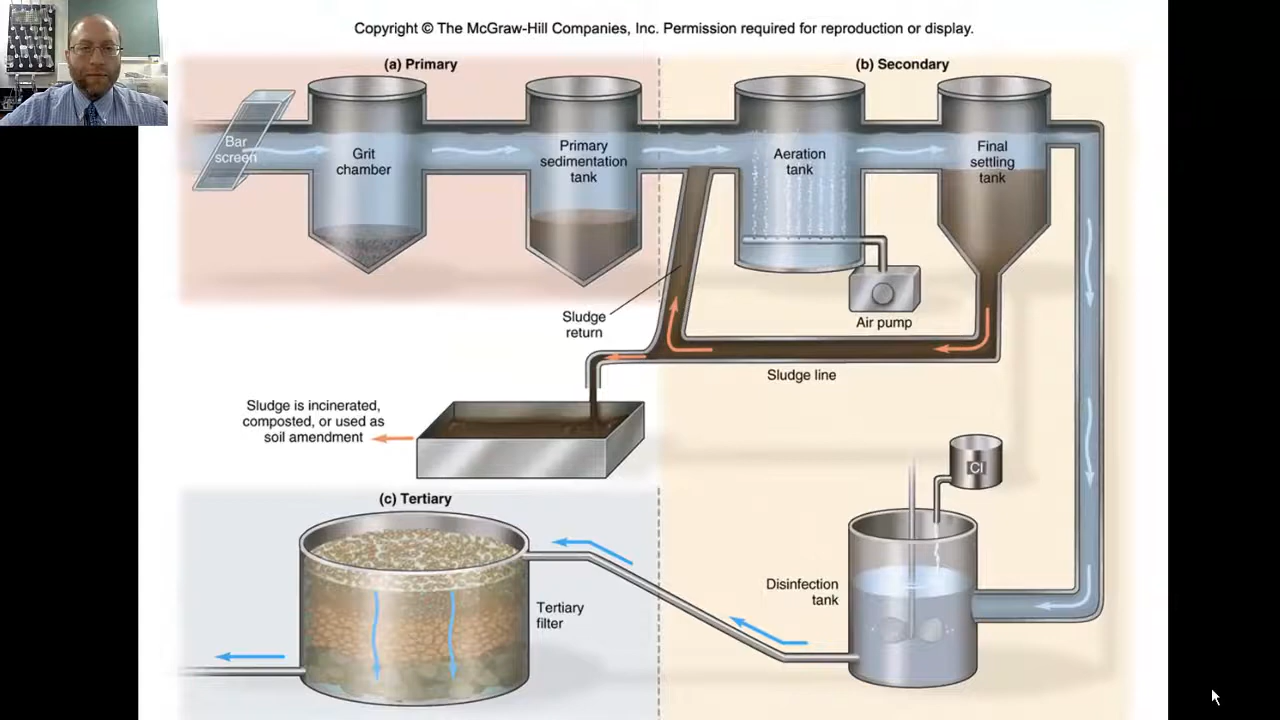 Copyright © The McGraw-Hill Companies, Inc. Permission required for reproduction or display.
(a) Primary
(b) Secondary
Bar
screen
Grit
chamber
Primary
sedimentation
tank
Aeration
tank
Final
settling
tank
Sludge
return
Air pump
Sludge line
Sludge is incinerated,
composted, or used as
soil amendment
Cl
(c) Tertiary
Disinfection
tank
Tertiary
filter